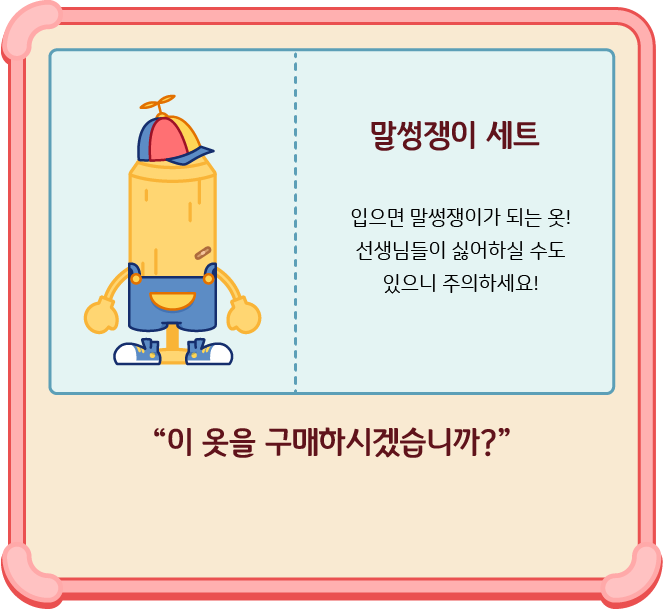 말썽쟁이 세트
입으면 말썽쟁이가 되는 옷!
선생님들이 싫어하실 수도
있으니 주의하세요!
“이 옷을 구매하시겠습니까?”